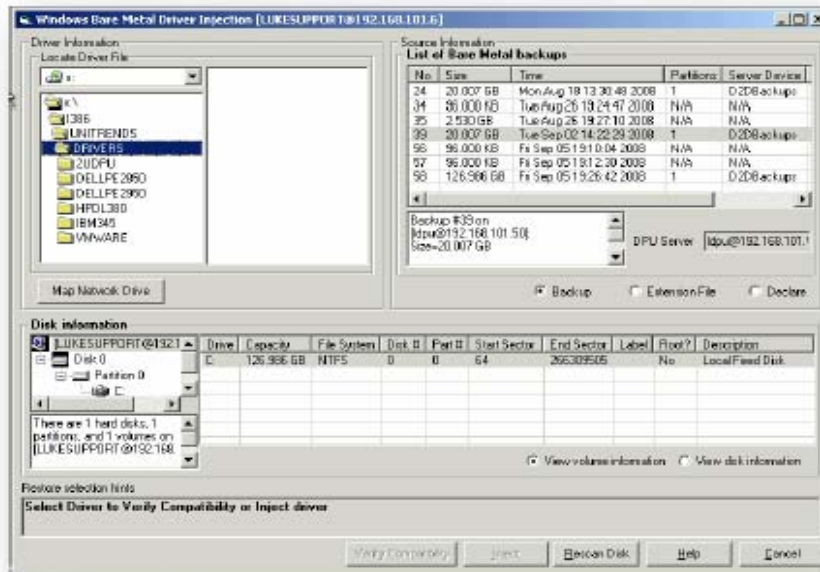 Windows Bare Metal Driver Injection [LUKESUPPORT@192.168.101.6]
Driver Information
Locate Driver File
x:
x:\
I386
UNITRENDS
DRIVERS
2UDPU
DELLPE2850
DELLPE2950
HPDL380
IBM345
VMWARE
Map Network Drive
Source Information
List of Bare Metal backups
No Size Time Partitions Server Device
24 20.007 GB Mon Aug 18 13:30:48 2008 1 D2DBackups
34 96.000 KB Tue Aug 26 19:24:47 2008 N/A N/A
35 2.530 GB Tue Aug 26 19:27:10 2008 N/A N/A
39 20.007 GB Tue Sep 02 14:22:29 2008 1 D2DBackups
56 96.000 KB Fri Sep 05 19:10:04 2008 N/A N/A
57 96.000 KB Fri Sep 05 19:12:30 2008 N/A N/A
58 126.986 GB Fri Sep 05 19:26:42 2008 1 D2DBackups
Backup #39 on
[dpu@192.168.101.50]
Size=20.007 GB
DPU Server [dpu@192.168.101.
Backup Extension File Declare
Disk information
[LUKESUPPORT@192.1
Disk 0
Partition 0
C:
There are 1 hard disks, 1
partitions, and 1 volumes on
[LUKESUPPORT@192.168.
Drive Capacity File System Disk # Part # Start Sector End Sector Label Root? Description
C: 126.986 GB NTFS 0 0 64 266309505 No Local Fixed Disk
View volume information View disk information
Restore selection hints
Select Driver to Verify Compatibility or Inject driver
Verify Compatibility Inject Rescan Disk Help Cancel